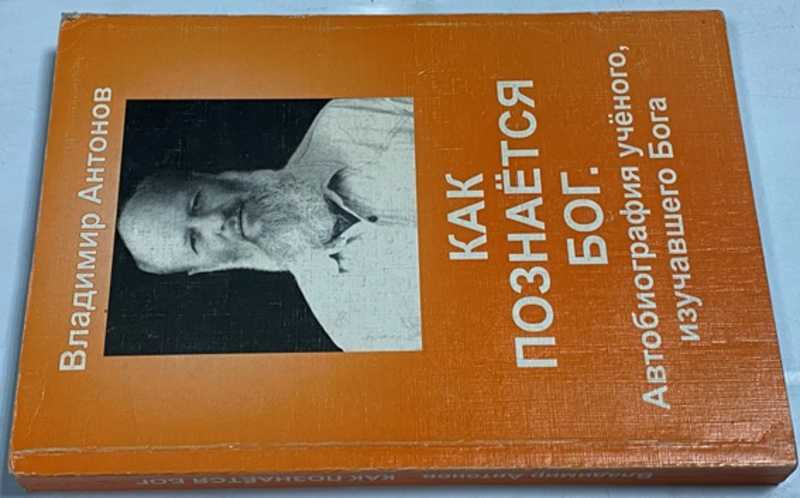 Владимир Антонов
КАК
ПОЗНАЁТСЯ
БОГ.
Автобиография учёного,
изучавшего Бога
Владимир Антонов КАК ПОЗНАЁТСЯ БОГ